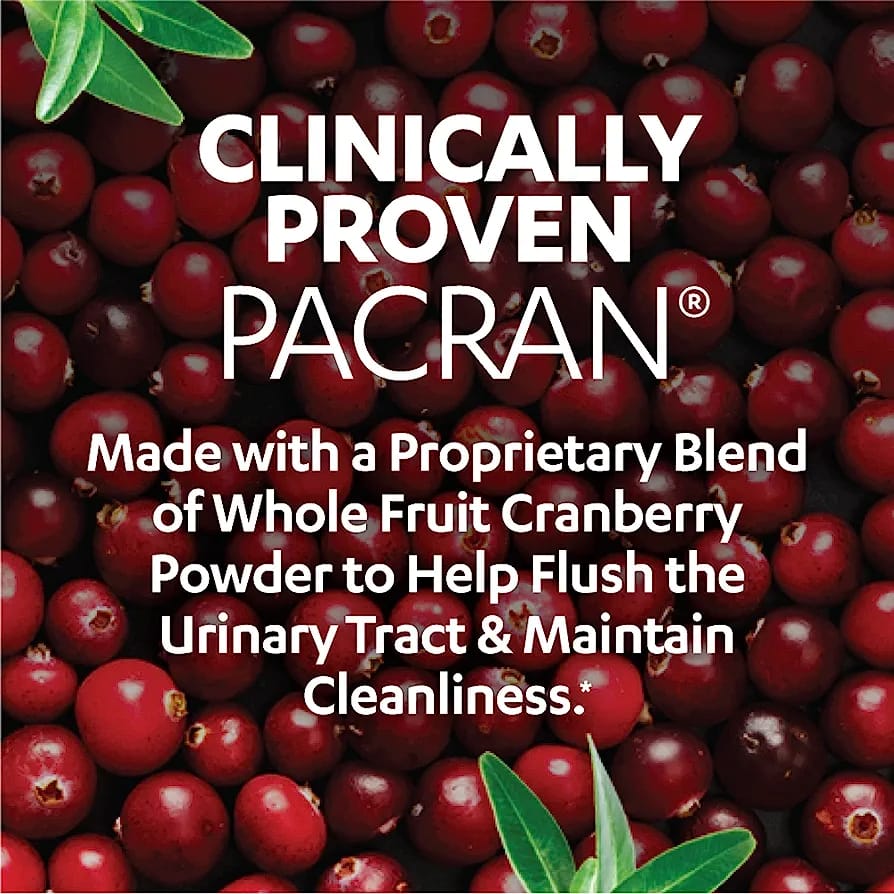 CLINICALLY
PROVEN
PACRAN®
Made with a Proprietary Blend
of Whole Fruit Cranberry
Powder to Help Flush the
Urinary Tract & Maintain
Cleanliness.*